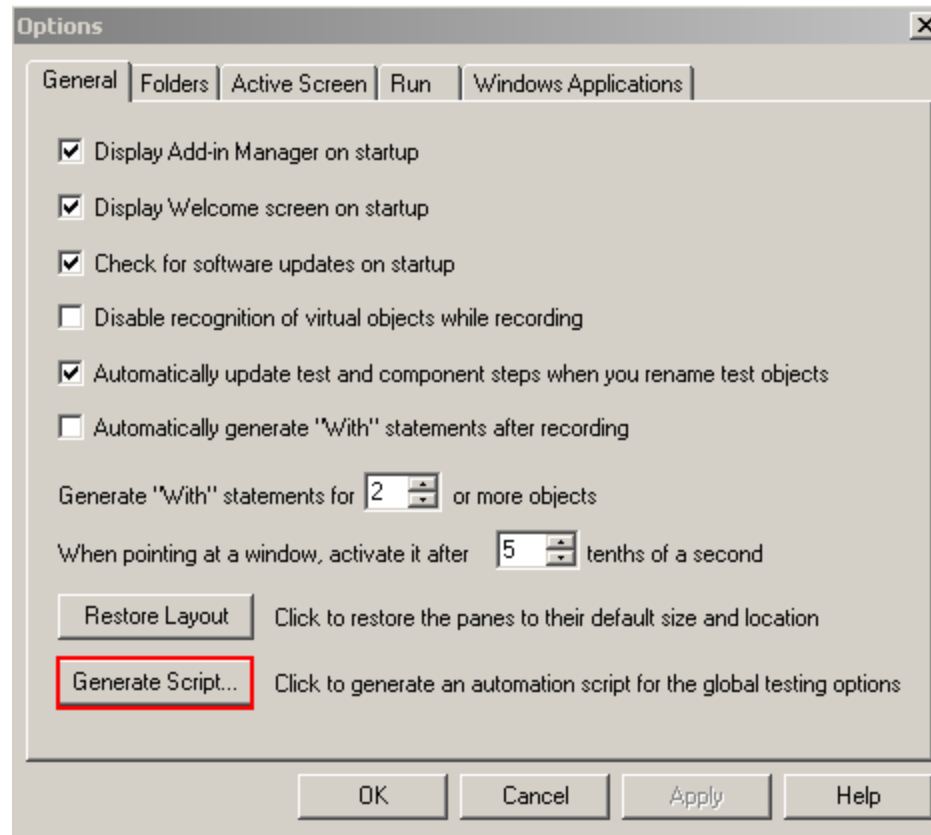 Options
General Folders Active Screen Run Windows Applications
Display Add-in Manager on startup
Display Welcome screen on startup
Check for software updates on startup
Disable recognition of virtual objects while recording
Automatically update test and component steps when you rename test objects
Automatically generate "With" statements after recording
Generate "With" statements for 2 or more objects
When pointing at a window, activate it after 5 tenths of a second
Restore Layout Click to restore the panes to their default size and location
Generate Script... Click to generate an automation script for the global testing options
OK Cancel Apply Help